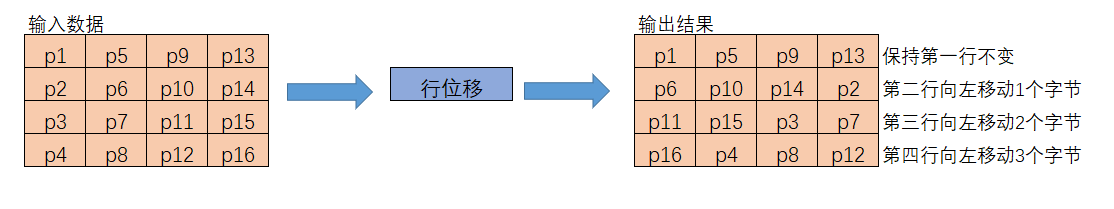 输入数据
p1 p5 p9 p13
p2 p6 p10 p14
p3 p7 p11 p15
p4 p8 p12 p16
行位移
输出结果
p1 p5 p9 p13 保持第一行不变
p6 p10 p14 p2 第二行向左移动1个字节
p11 p15 p3 p7 第三行向左移动2个字节
p16 p4 p8 p12 第四行向左移动3个字节